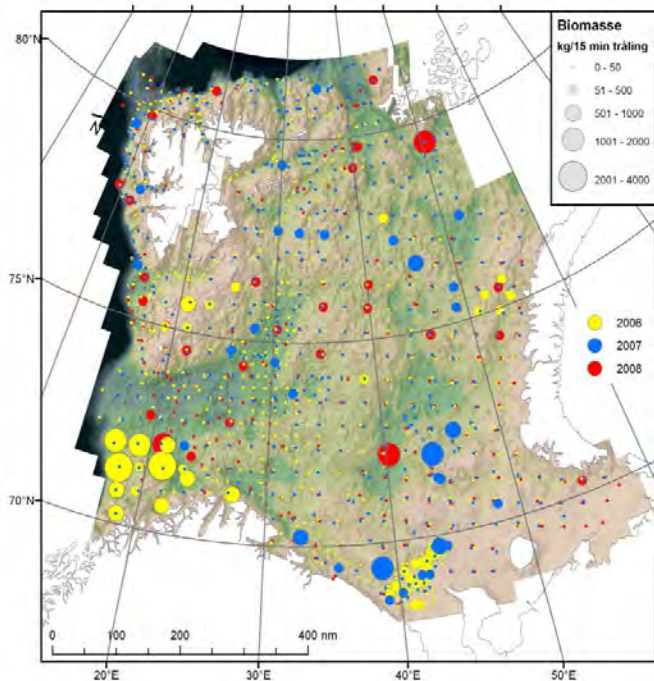 80°N
75°N
70°N
Biomasse
kg/15 min tråling
0 - 50
51 - 500
501 - 1000
1001 - 2000
2001 - 4000
2006
2007
2008
0 100 200 400 nm
20°E 30°E 40°E 50°E